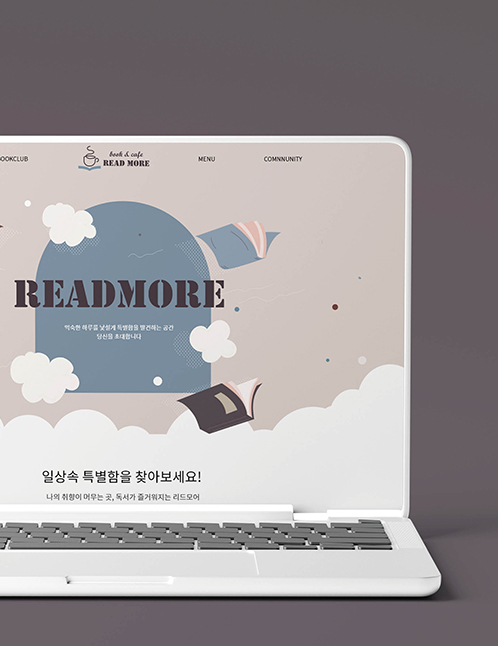 OOKCLUB
book & cafe
READ MORE
MENU
COMNNUNITY
READMORE
익숙한 하루를 낯설게 특별함을 발견하는 공간
당신을 초대합니다
일상속 특별함을 찾아보세요!
나의 취향이 머무는 곳, 독서가 즐거워지는 리드모어